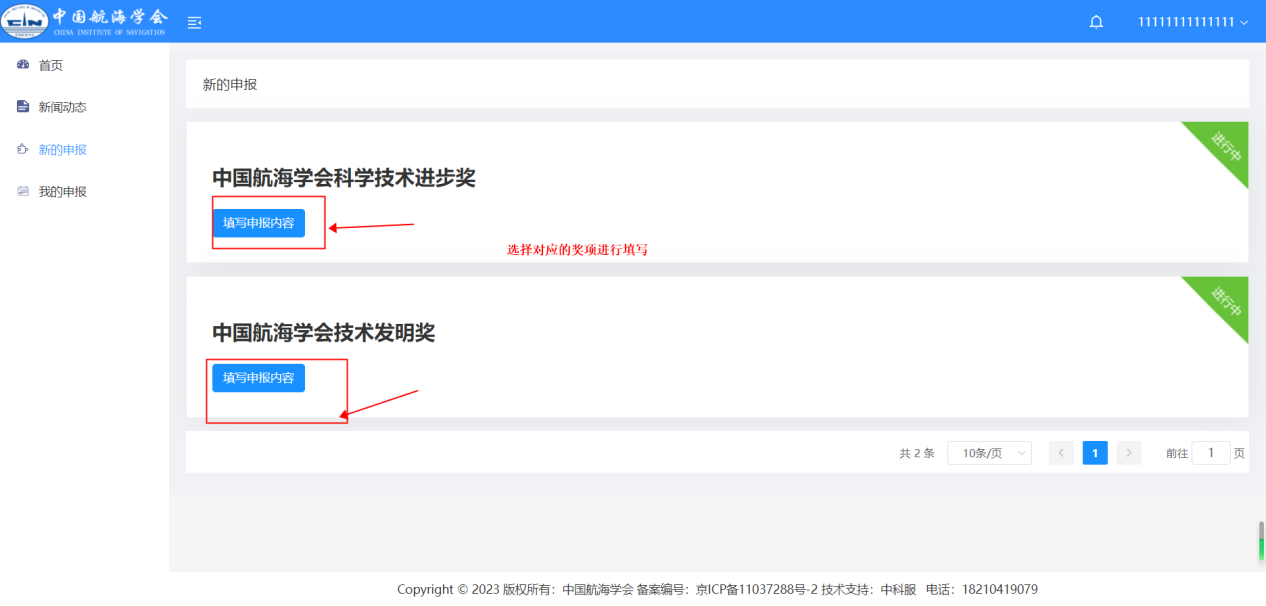 中国航海学会
CHINA INSTITUTE OF NAVIGATION
11111111111111
首页
新闻动态
新的申报
我的申报
新的申报
进行中
中国航海学会科学技术进步奖
填写申报内容
选择对应的奖项进行填写
进行中
中国航海学会技术发明奖
填写申报内容
共 2 条 10条/页 1 前往 1 页
Copyright © 2023 版权所有：中国航海学会 备案编号：京ICP备11037288号-2 技术支持：中科服 电话：18210419079